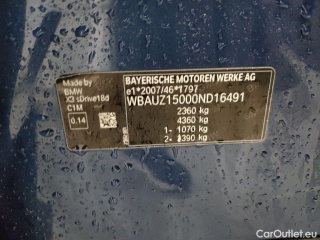 Made by
BMW
X3 sDrive18d
C1M
0.14
BAYERISCHE MOTOREN WERKE AG
e1*2007/46*1797
WBAUZ15000ND16491
2360 kg
4360 kg
1- 1070 kg
2- 1390 kg
CarOutlet.eu